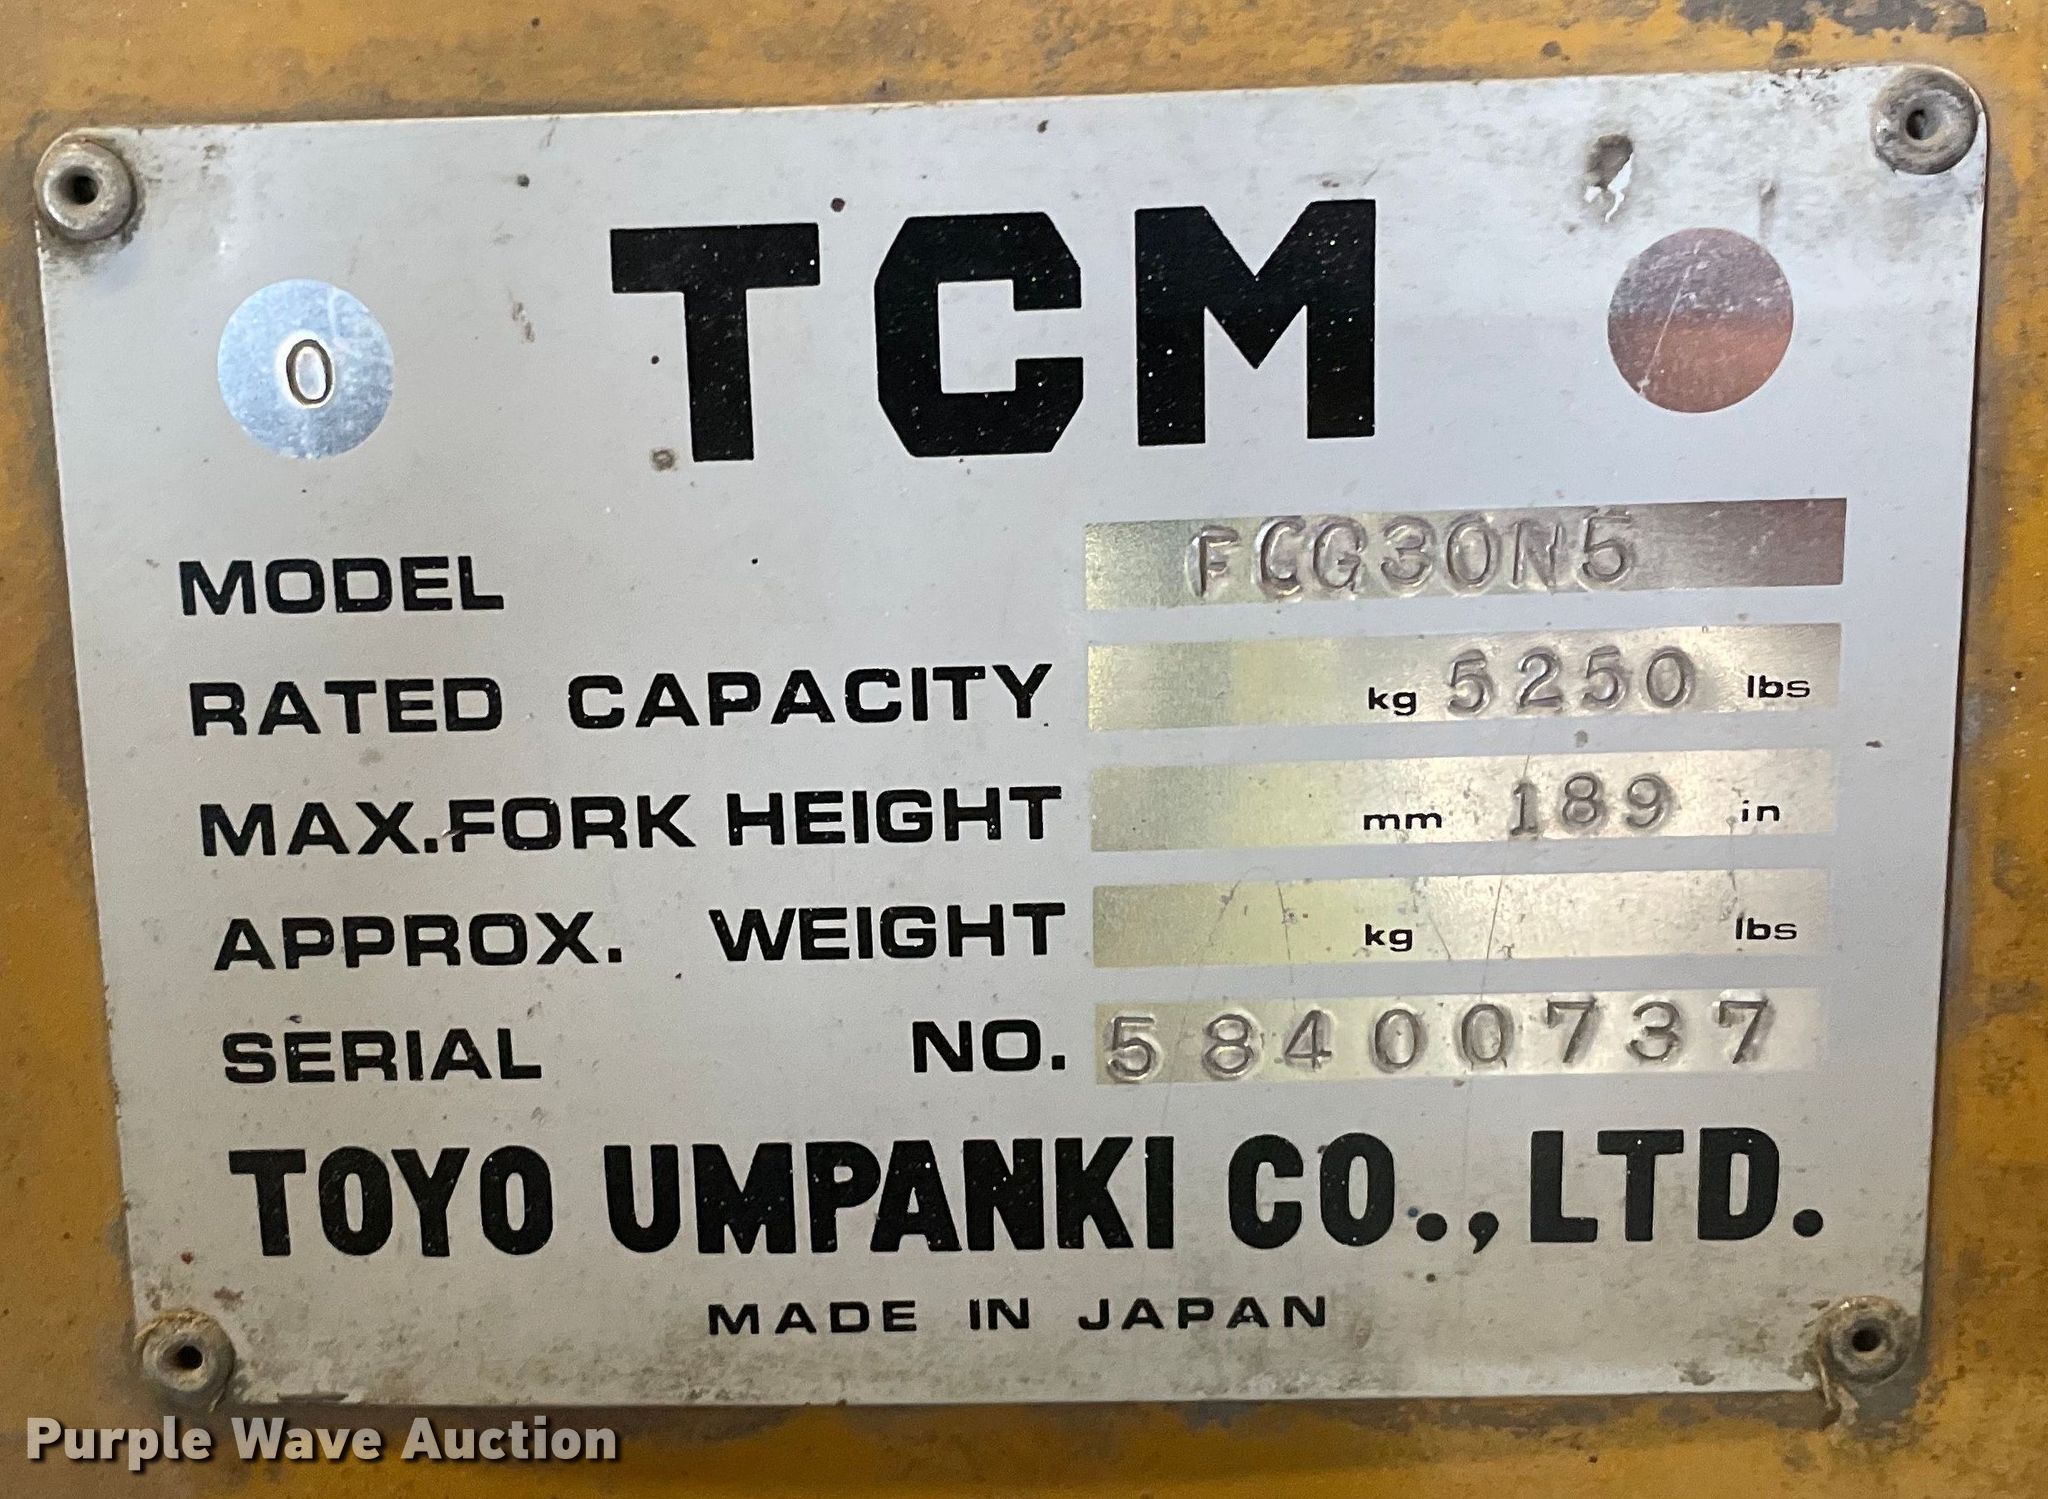 TCM
0
MODEL FCG30N5
RATED CAPACITY kg 5250 lbs
MAX.FORK HEIGHT mm 189 in
APPROX. WEIGHT kg lbs
SERIAL NO. 58400737
TOYO UMPANKI CO., LTD.
MADE IN JAPAN
Purple Wave Auction